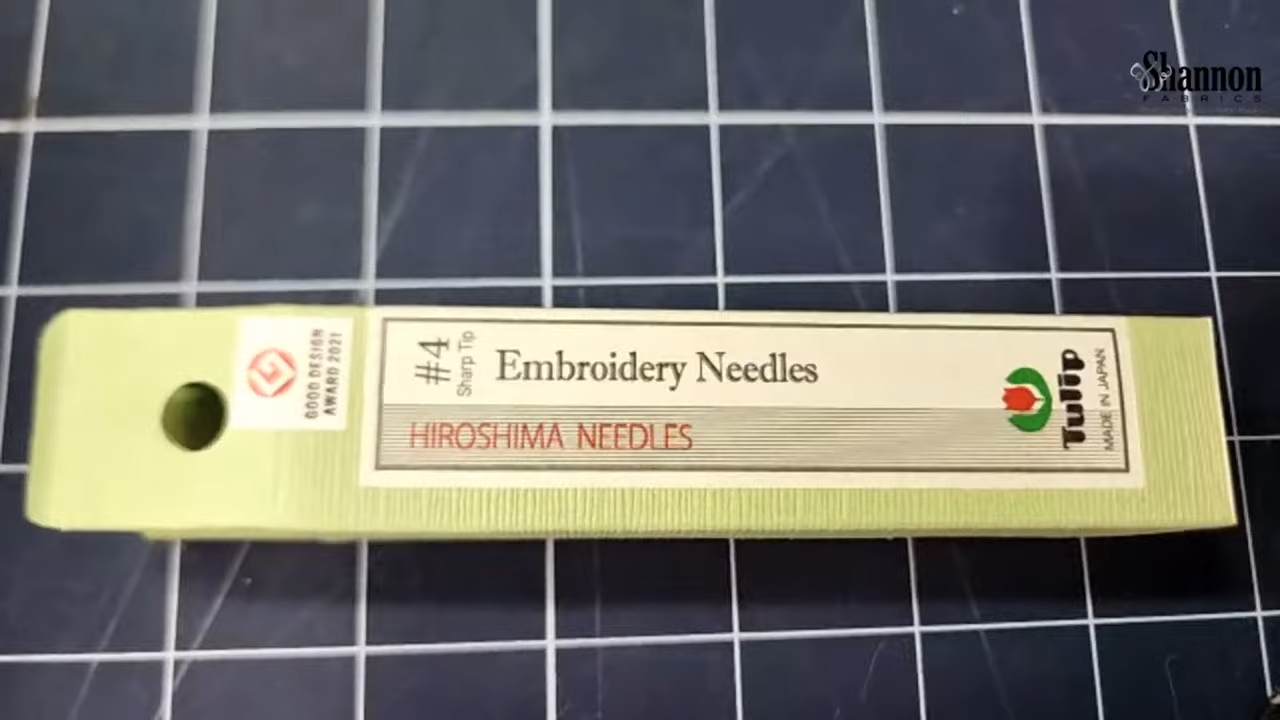 Shannon
FABRICS
GOOD DESIGN
AWARD 2021
#4
Sharp Tip
Embroidery Needles
HIROSHIMA NEEDLES
Tulip
MADE IN JAPAN